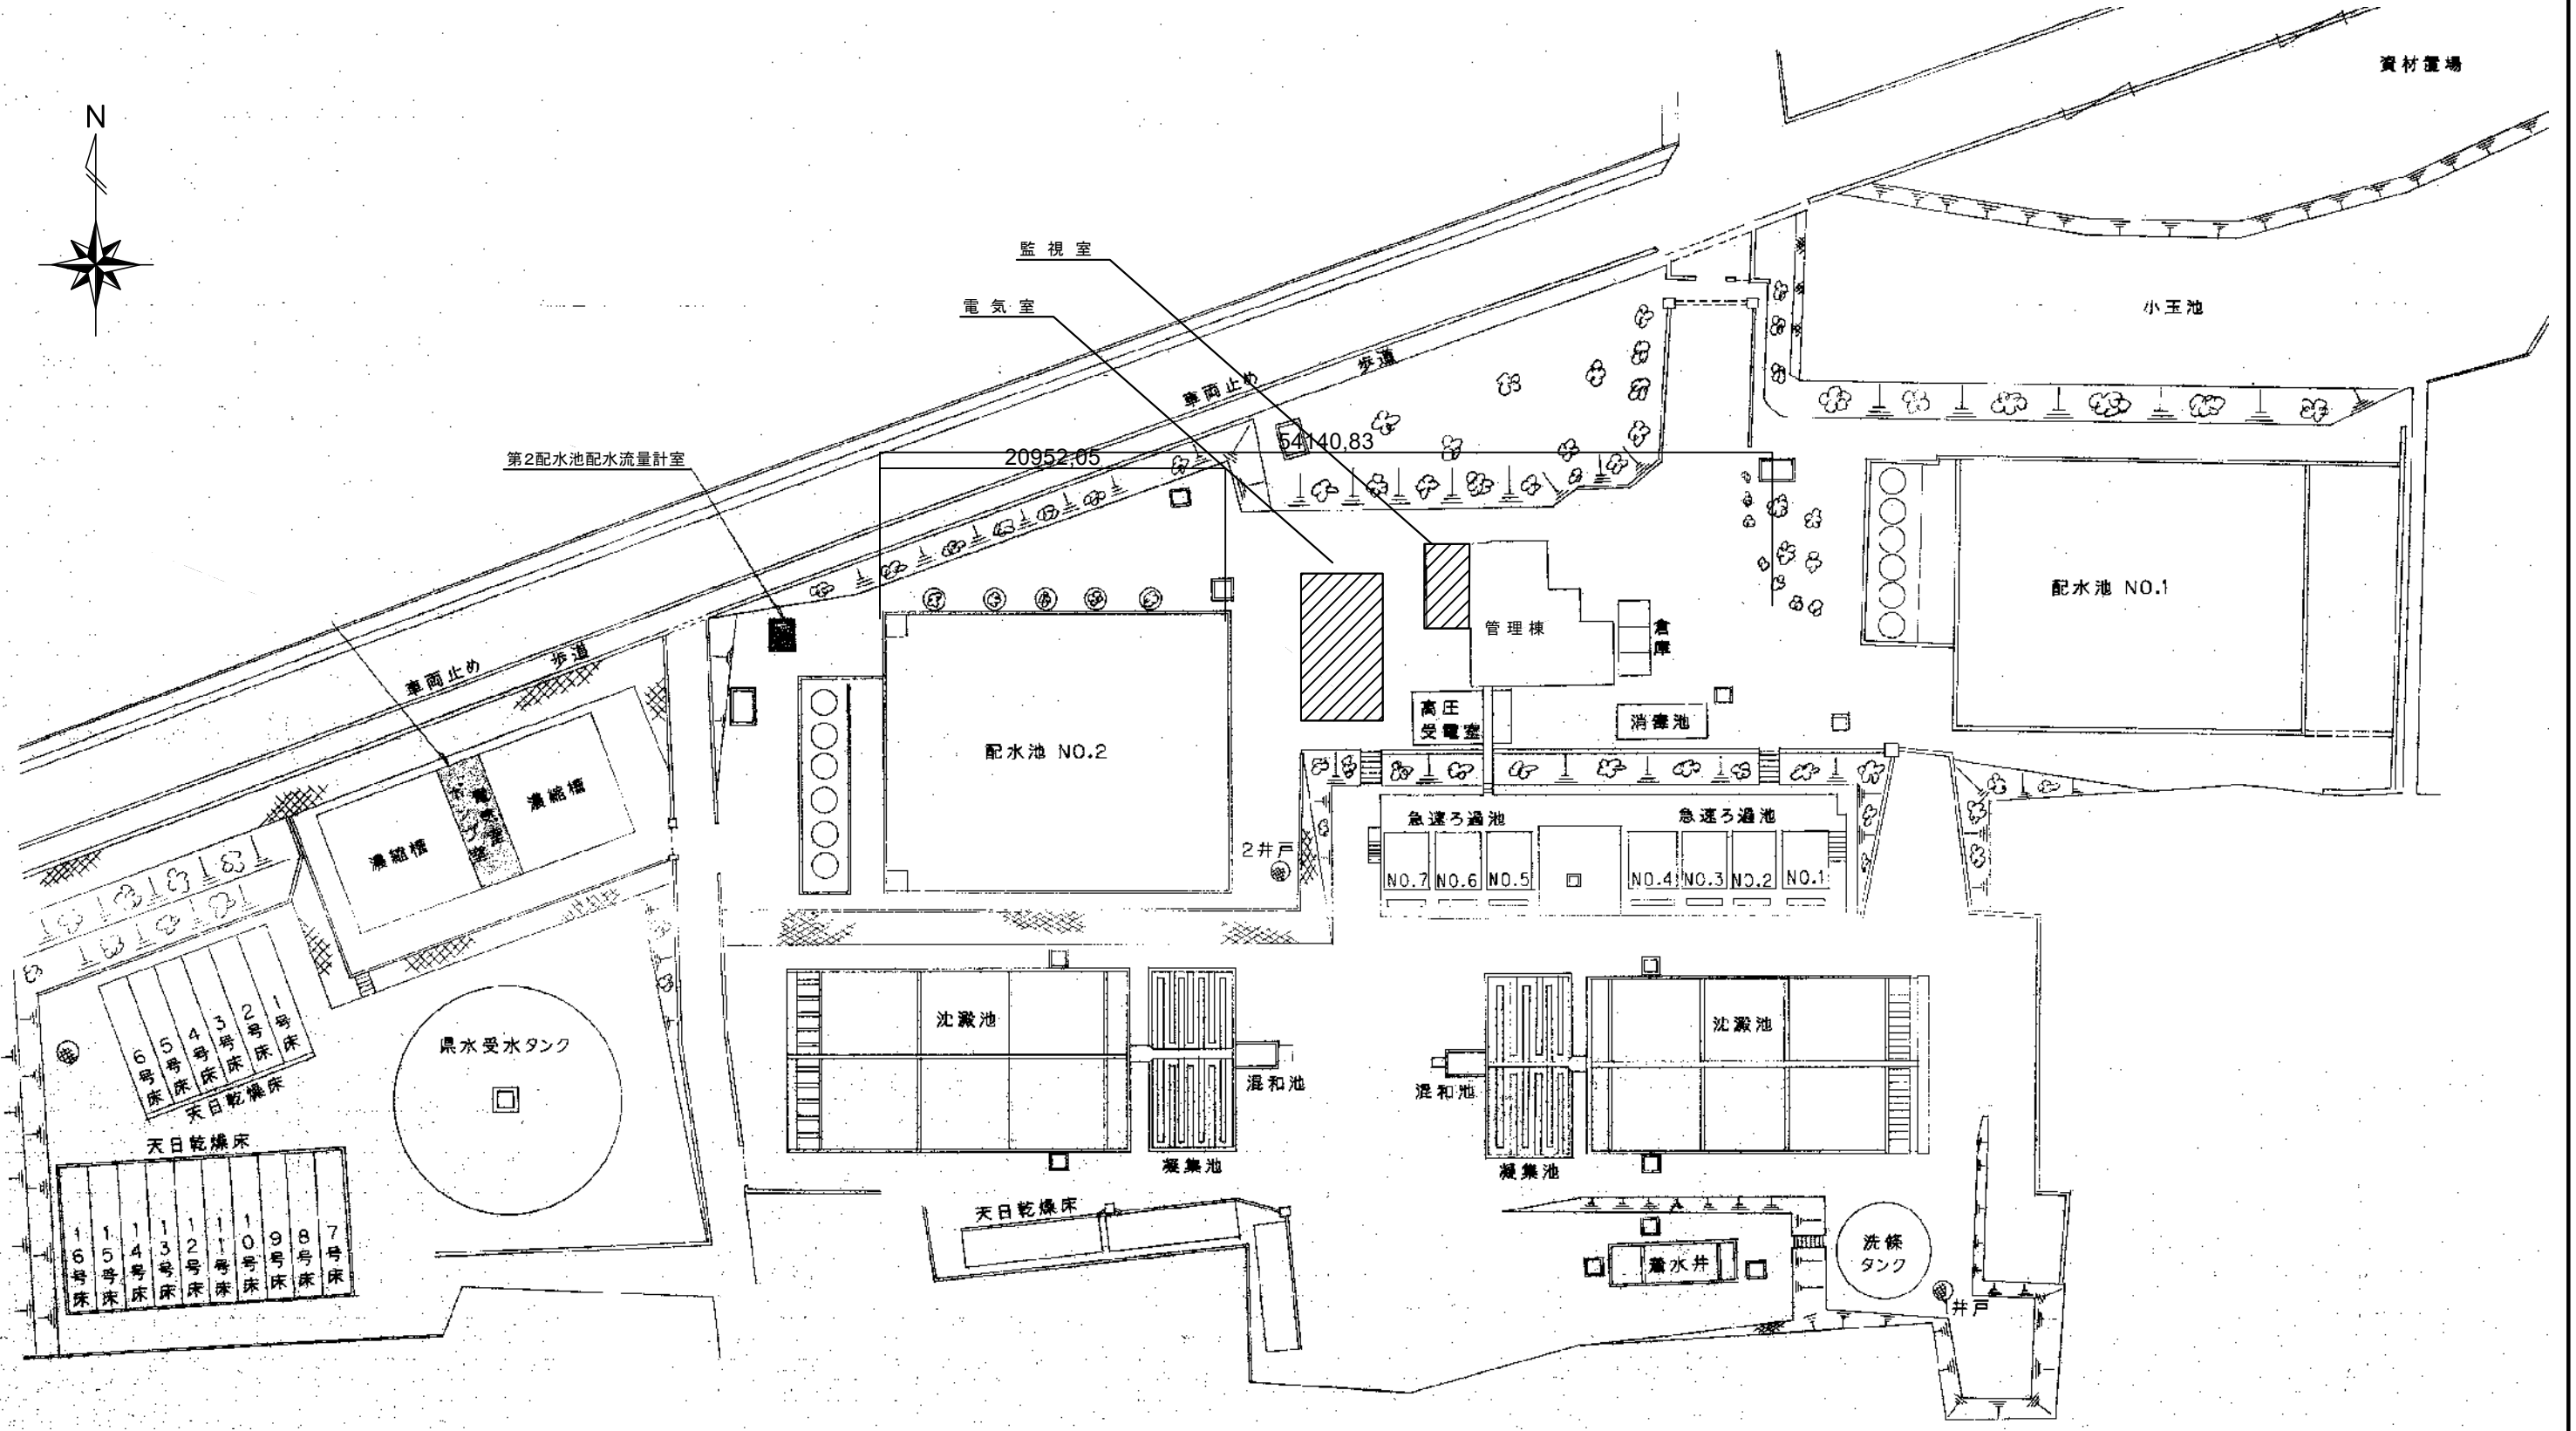 資材置場
N
監視室
小玉池
電気室
歩道
車両止め
54140,83
20952,05
第2配水池配水流量計室
配水池 NO.1
管理棟
倉庫
歩道
車両止め
高圧
受電室
消毒池
配水池 NO.2
濃縮槽
電気室
ポンプ室
濃縮槽
急速ろ過池
急速ろ過池
2井戸
NO.7
NO.6
NO.5
NO.4
NO.3
NO.2
NO.1
6号床
5号床
4号床
3号床
2号床
1号床
天日乾燥床
県水受水タンク
沈澱池
沈澱池
混和池
混和池
天日乾燥床
凝集池
凝集池
16号床
15号床
14号床
13号床
12号床
11号床
10号床
9号床
8号床
7号床
天日乾燥床
着水井
洗條
タンク
井戸